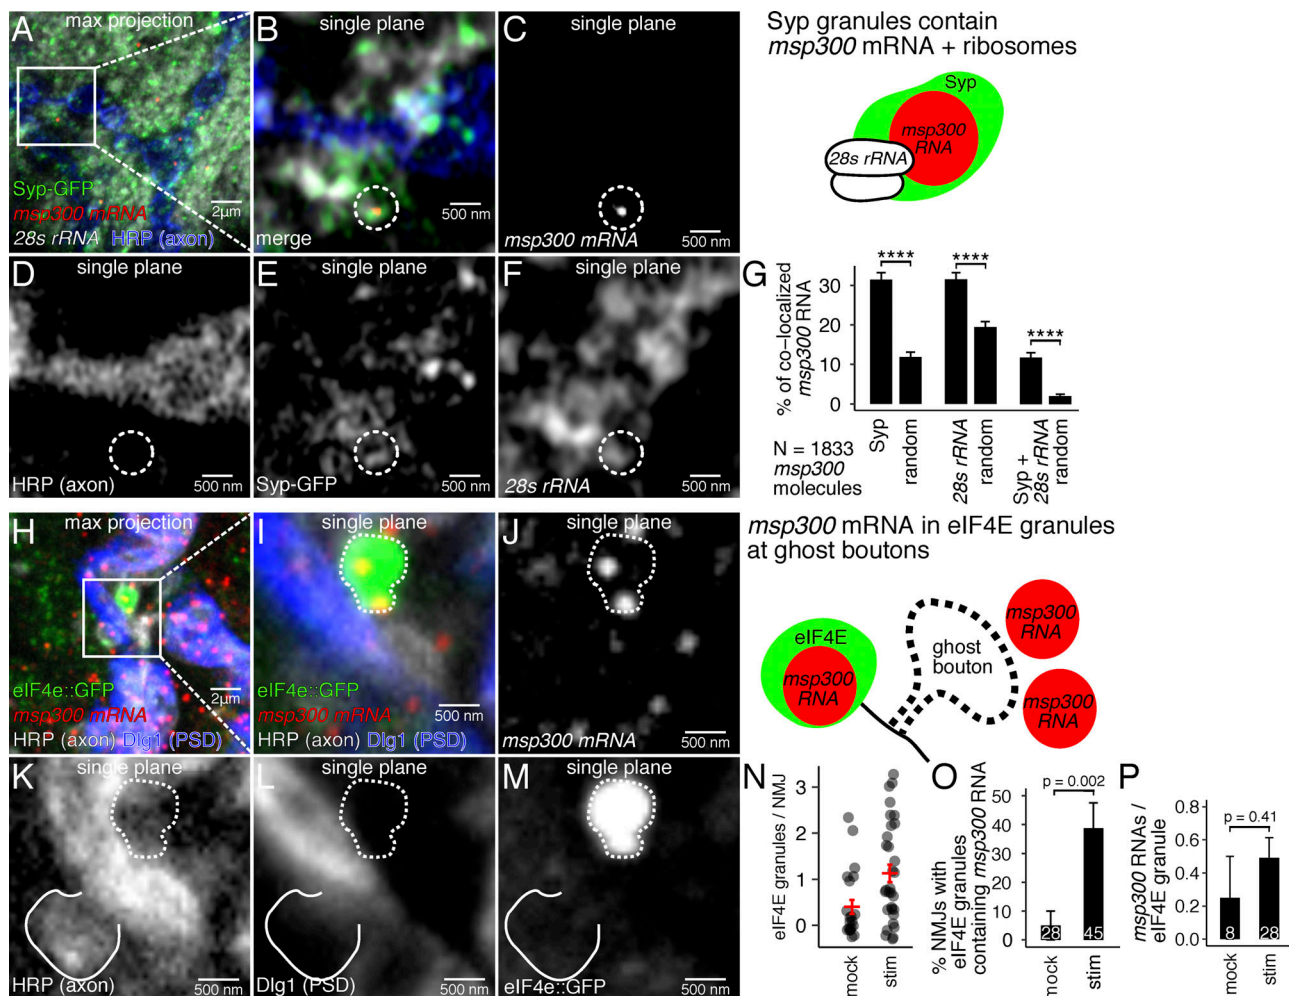 A
max projection
Syp-GFP
msp300 mRNA
28s rRNA HRP (axon)
2µm
B
single plane
merge
500 nm
C
single plane
msp300 mRNA
500 nm
Syp granules contain
msp300 mRNA + ribosomes
Syp
msp300
RNA
28s rRNA
D
single plane
HRP (axon)
500 nm
E
single plane
Syp-GFP
500 nm
F
single plane
28s rRNA
500 nm
G
% of co-localized
msp300 RNA
30
20
10
0
****
****
****
Syp
random
28s rRNA
random
Syp +
28s rRNA
random
N = 1833
msp300
molecules
H
max projection
eIF4e::GFP
msp300 mRNA
HRP (axon) Dlg1 (PSD)
2µm
I
single plane
eIF4e::GFP
msp300 mRNA
HRP (axon) Dlg1 (PSD)
500 nm
J
single plane
msp300 mRNA
500 nm
msp300 mRNA in eIF4E granules
at ghost boutons
eIF4E
msp300
RNA
ghost
bouton
msp300
RNA
msp300
RNA
K
single plane
HRP (axon)
500 nm
L
single plane
Dlg1 (PSD)
500 nm
M
single plane
eIF4e::GFP
500 nm
N
eIF4E granules / NMJ
3
2
1
0
mock
stim
O
% NMJs with
eIF4E granules
containing msp300 RNA
50
40
30
20
10
0
p = 0.002
28
45
mock
stim
P
msp300 RNAs /
eIF4E granule
0.8
0.6
0.4
0.2
0.0
p = 0.41
8
28
mock
stim